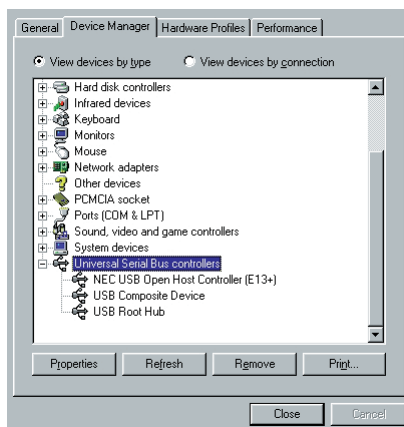 General Device Manager Hardware Profiles Performance
View devices by type View devices by connection
Hard disk controllers
Infrared devices
Keyboard
Monitors
Mouse
Network adapters
Other devices
PCMCIA socket
Ports (COM & LPT)
Sound, video and game controllers
System devices
Universal Serial Bus controllers
NEC USB Open Host Controller (E13+)
USB Composite Device
USB Root Hub
Properties Refresh Remove Print...
Close Cancel